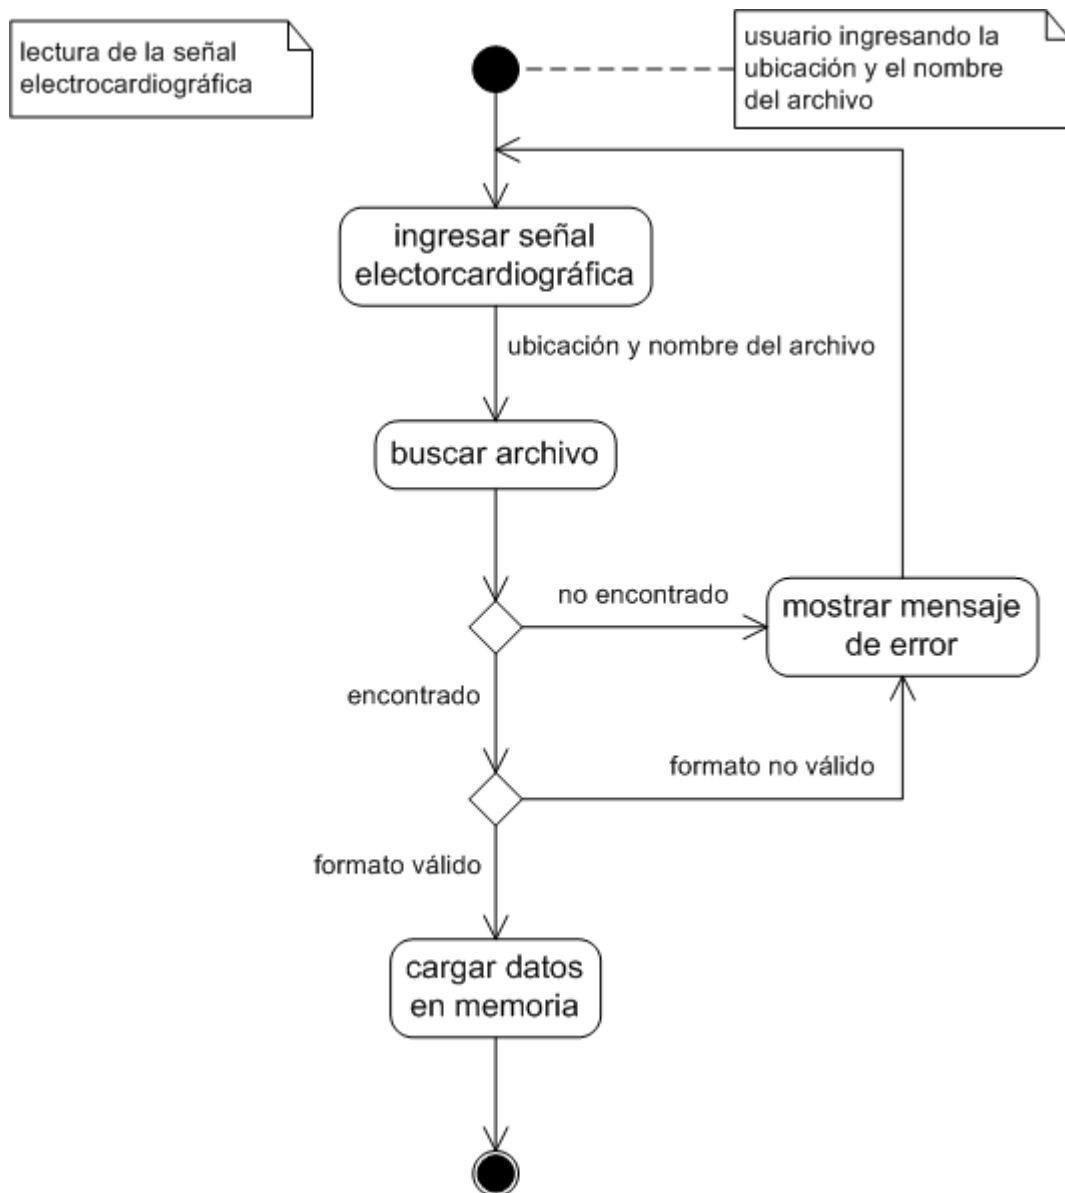 lectura de la señal
electrocardiográfica
usuario ingresando la
ubicación y el nombre
del archivo
ingresar señal
electorcardiográfica
ubicación y nombre del archivo
buscar archivo
no encontrado
mostrar mensaje
de error
encontrado
formato no válido
formato válido
cargar datos
en memoria